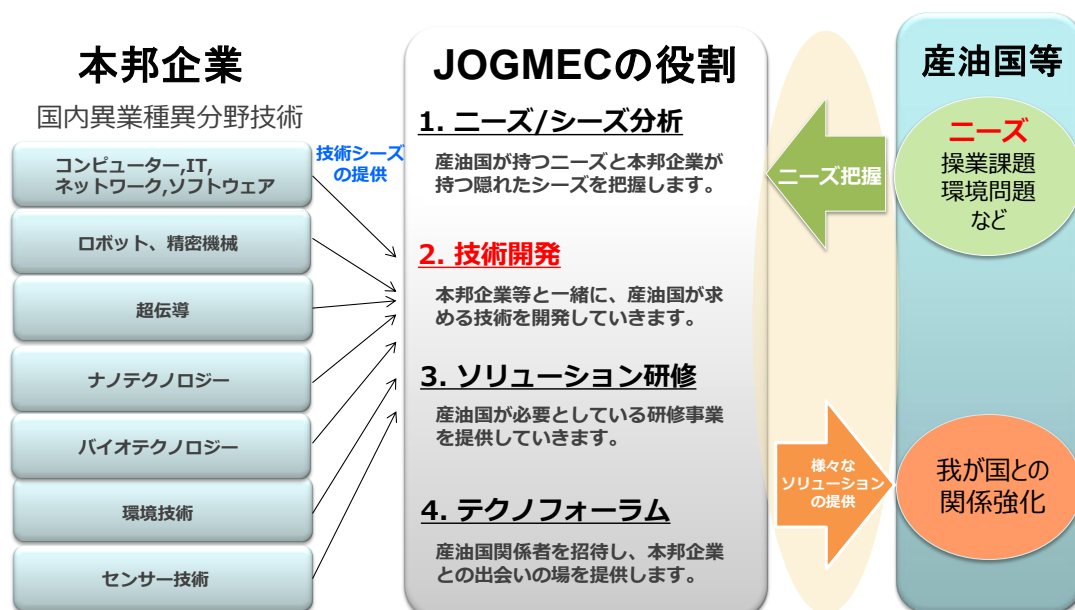 本邦企業
国内異業種異分野技術
コンピューター,IT,
ネットワーク,ソフトウェア
ロボット、精密機械
超伝導
ナノテクノロジー
バイオテクノロジー
環境技術
センサー技術
技術シーズ
の提供
JOGMECの役割
1. ニーズ/シーズ分析
産油国が持つニーズと本邦企業が
持つ隠れたシーズを把握します。
2. 技術開発
本邦企業等と一緒に、産油国が求
める技術を開発していきます。
3. ソリューション研修
産油国が必要としている研修事業
を提供していきます。
4. テクノフォーラム
産油国関係者を招待し、本邦企業
との出会いの場を提供します。
ニーズ把握
様々な
ソリューション
の提供
産油国等
ニーズ
操業課題
環境問題
など
我が国との
関係強化